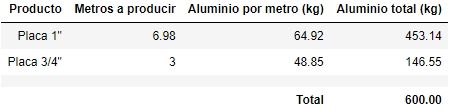 Producto Metros a producir Aluminio por metro (kg) Aluminio total (kg)
Placa 1" 6.98 64.92 453.14
Placa 3/4" 3 48.85 146.55
Total 600.00